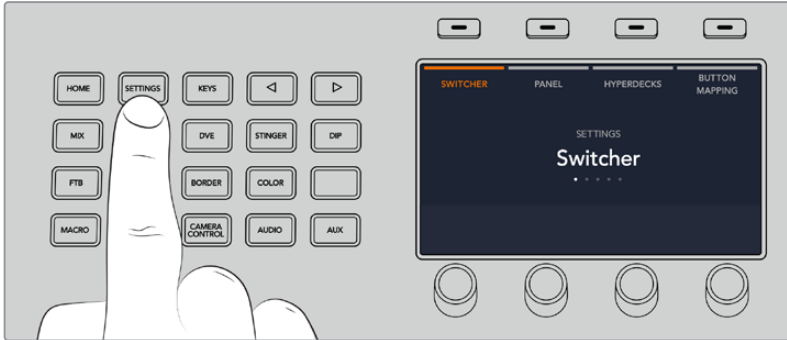 HOME SETTINGS KEYS
MIX DVE STINGER DIP
FTB BORDER COLOR
MACRO CAMERA CONTROL AUDIO AUX
SWITCHER PANEL HYPERDECKS BUTTON MAPPING
SETTINGS
Switcher